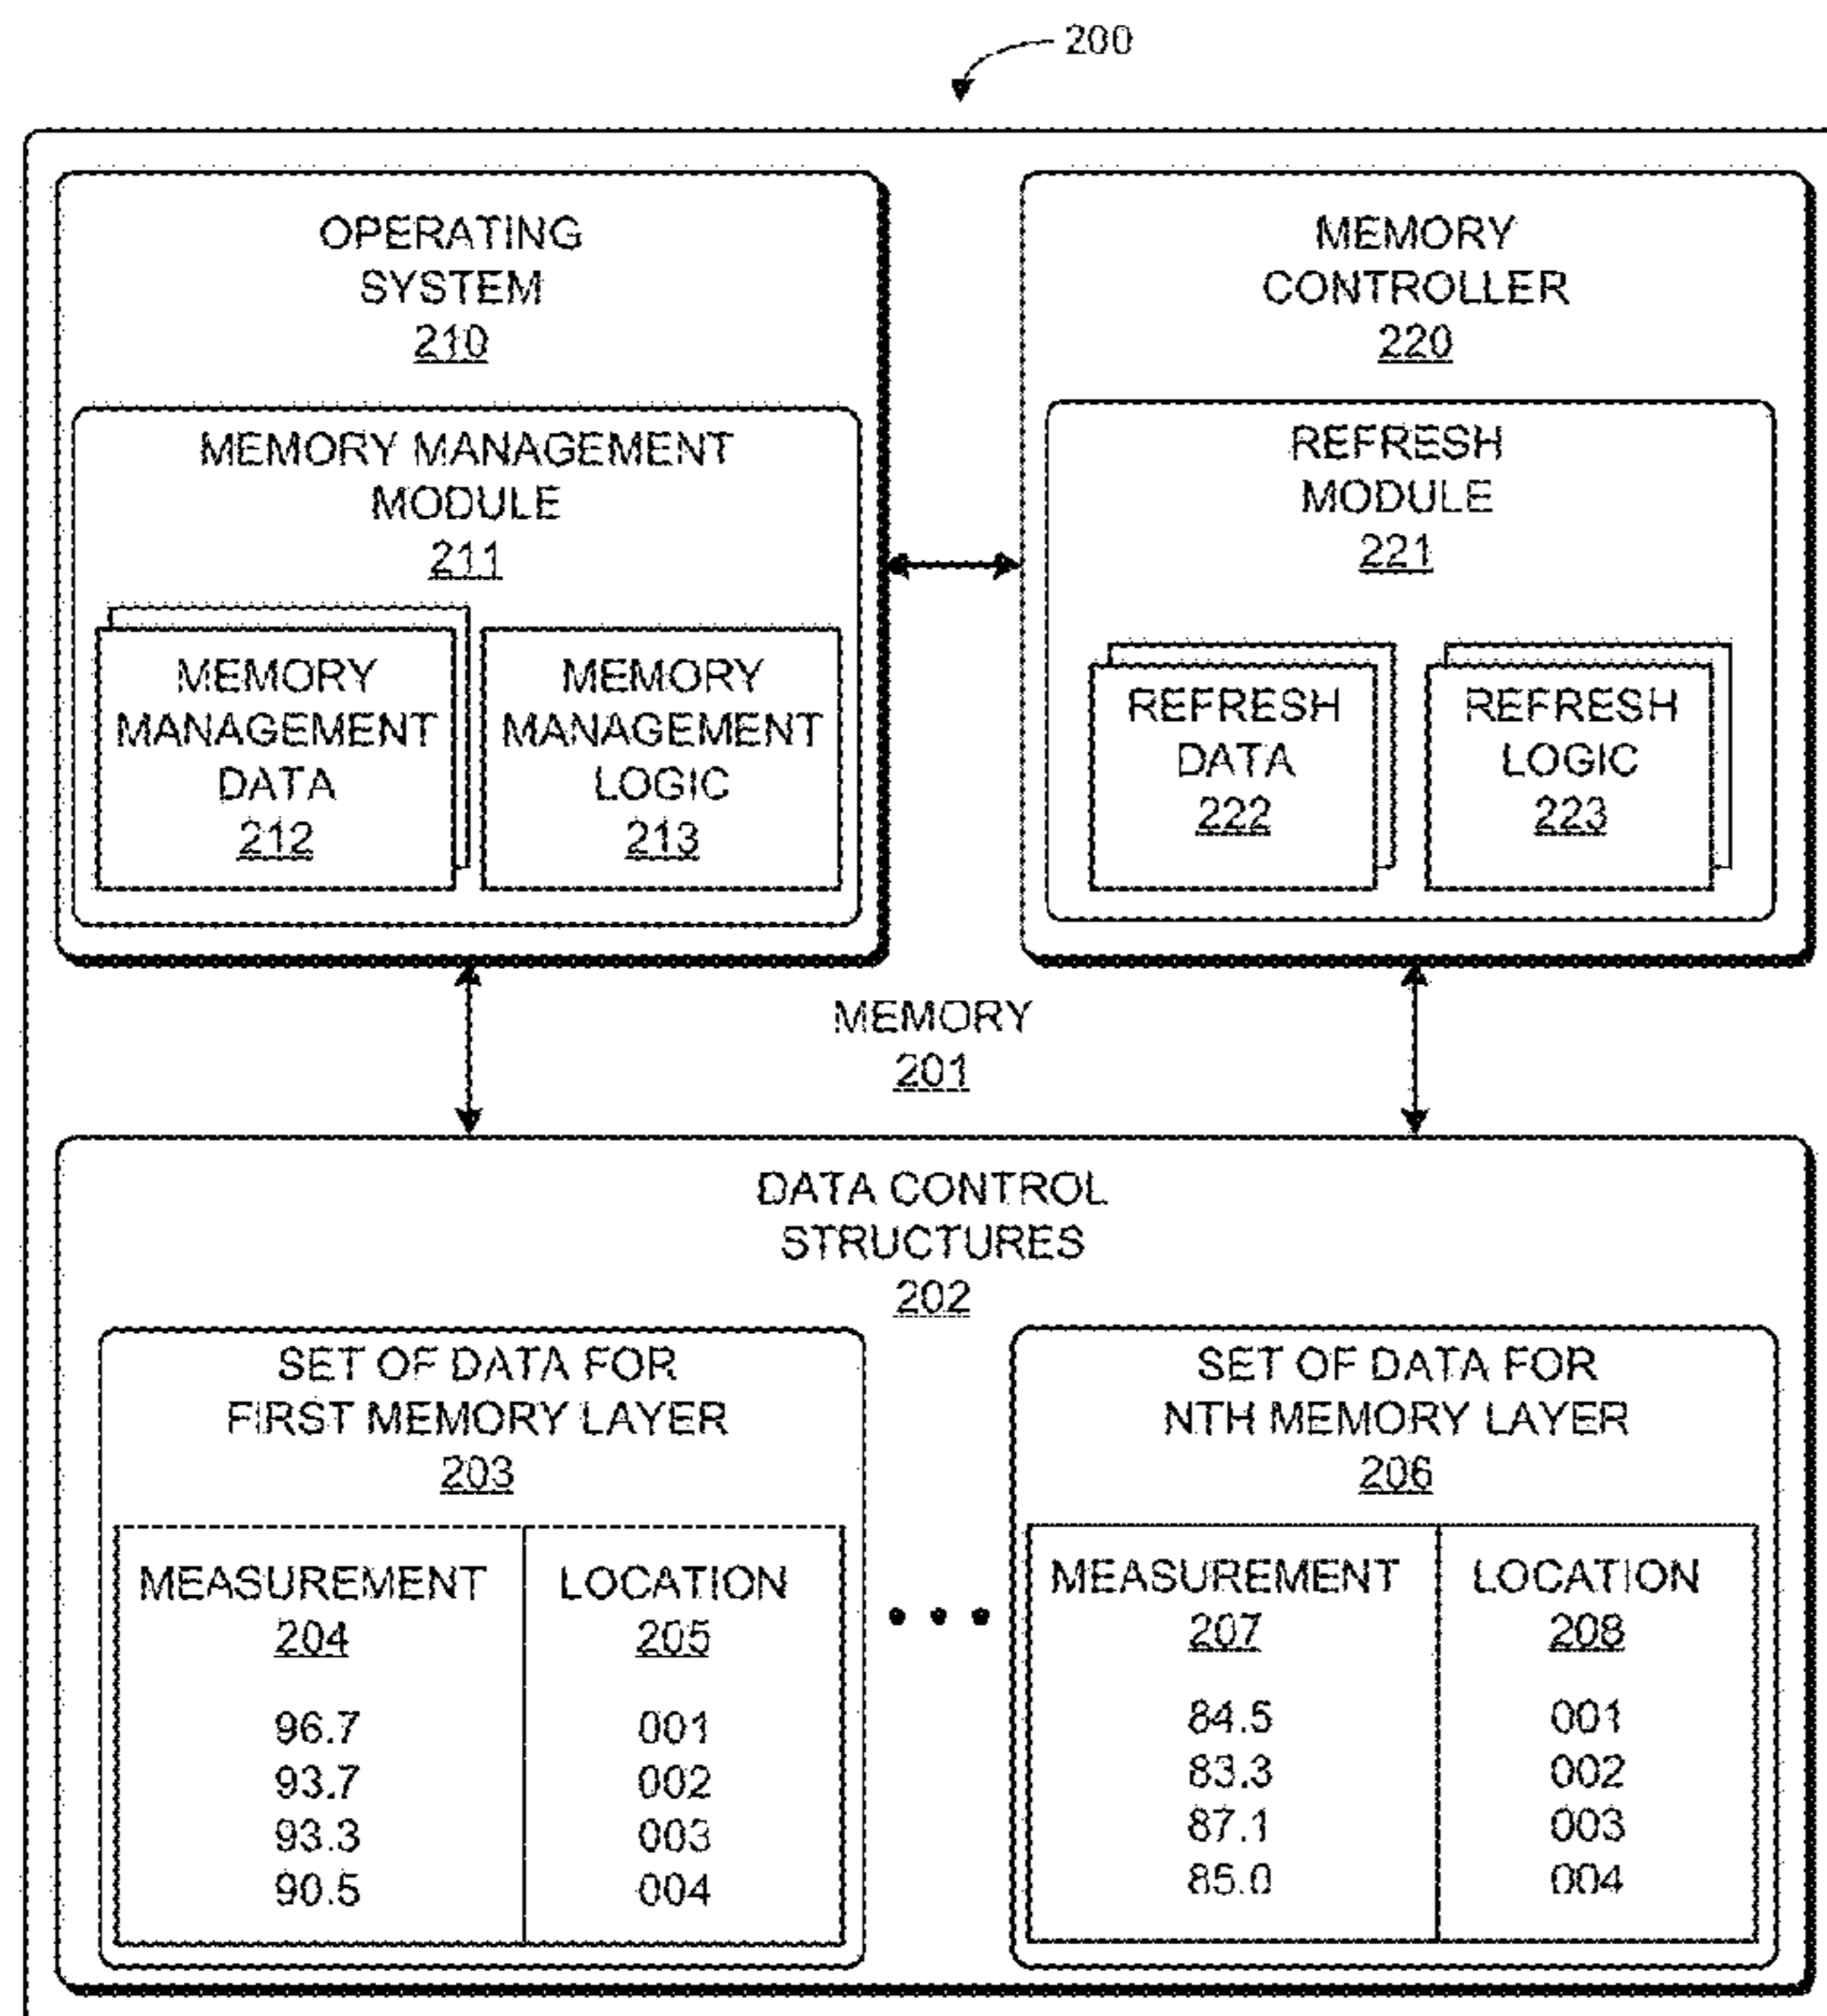 200
OPERATING
SYSTEM
210
MEMORY MANAGEMENT
MODULE
211
MEMORY
MANAGEMENT
DATA
212
MEMORY
MANAGEMENT
LOGIC
213
MEMORY
CONTROLLER
220
REFRESH
MODULE
221
REFRESH
DATA
222
REFRESH
LOGIC
223
MEMORY
201
DATA CONTROL
STRUCTURES
202
SET OF DATA FOR
FIRST MEMORY LAYER
203
MEASUREMENT LOCATION
204 205
96.7 001
93.7 002
93.3 003
90.5 004
• • •
SET OF DATA FOR
NTH MEMORY LAYER
206
MEASUREMENT LOCATION
207 208
84.5 001
83.3 002
87.1 003
85.0 004